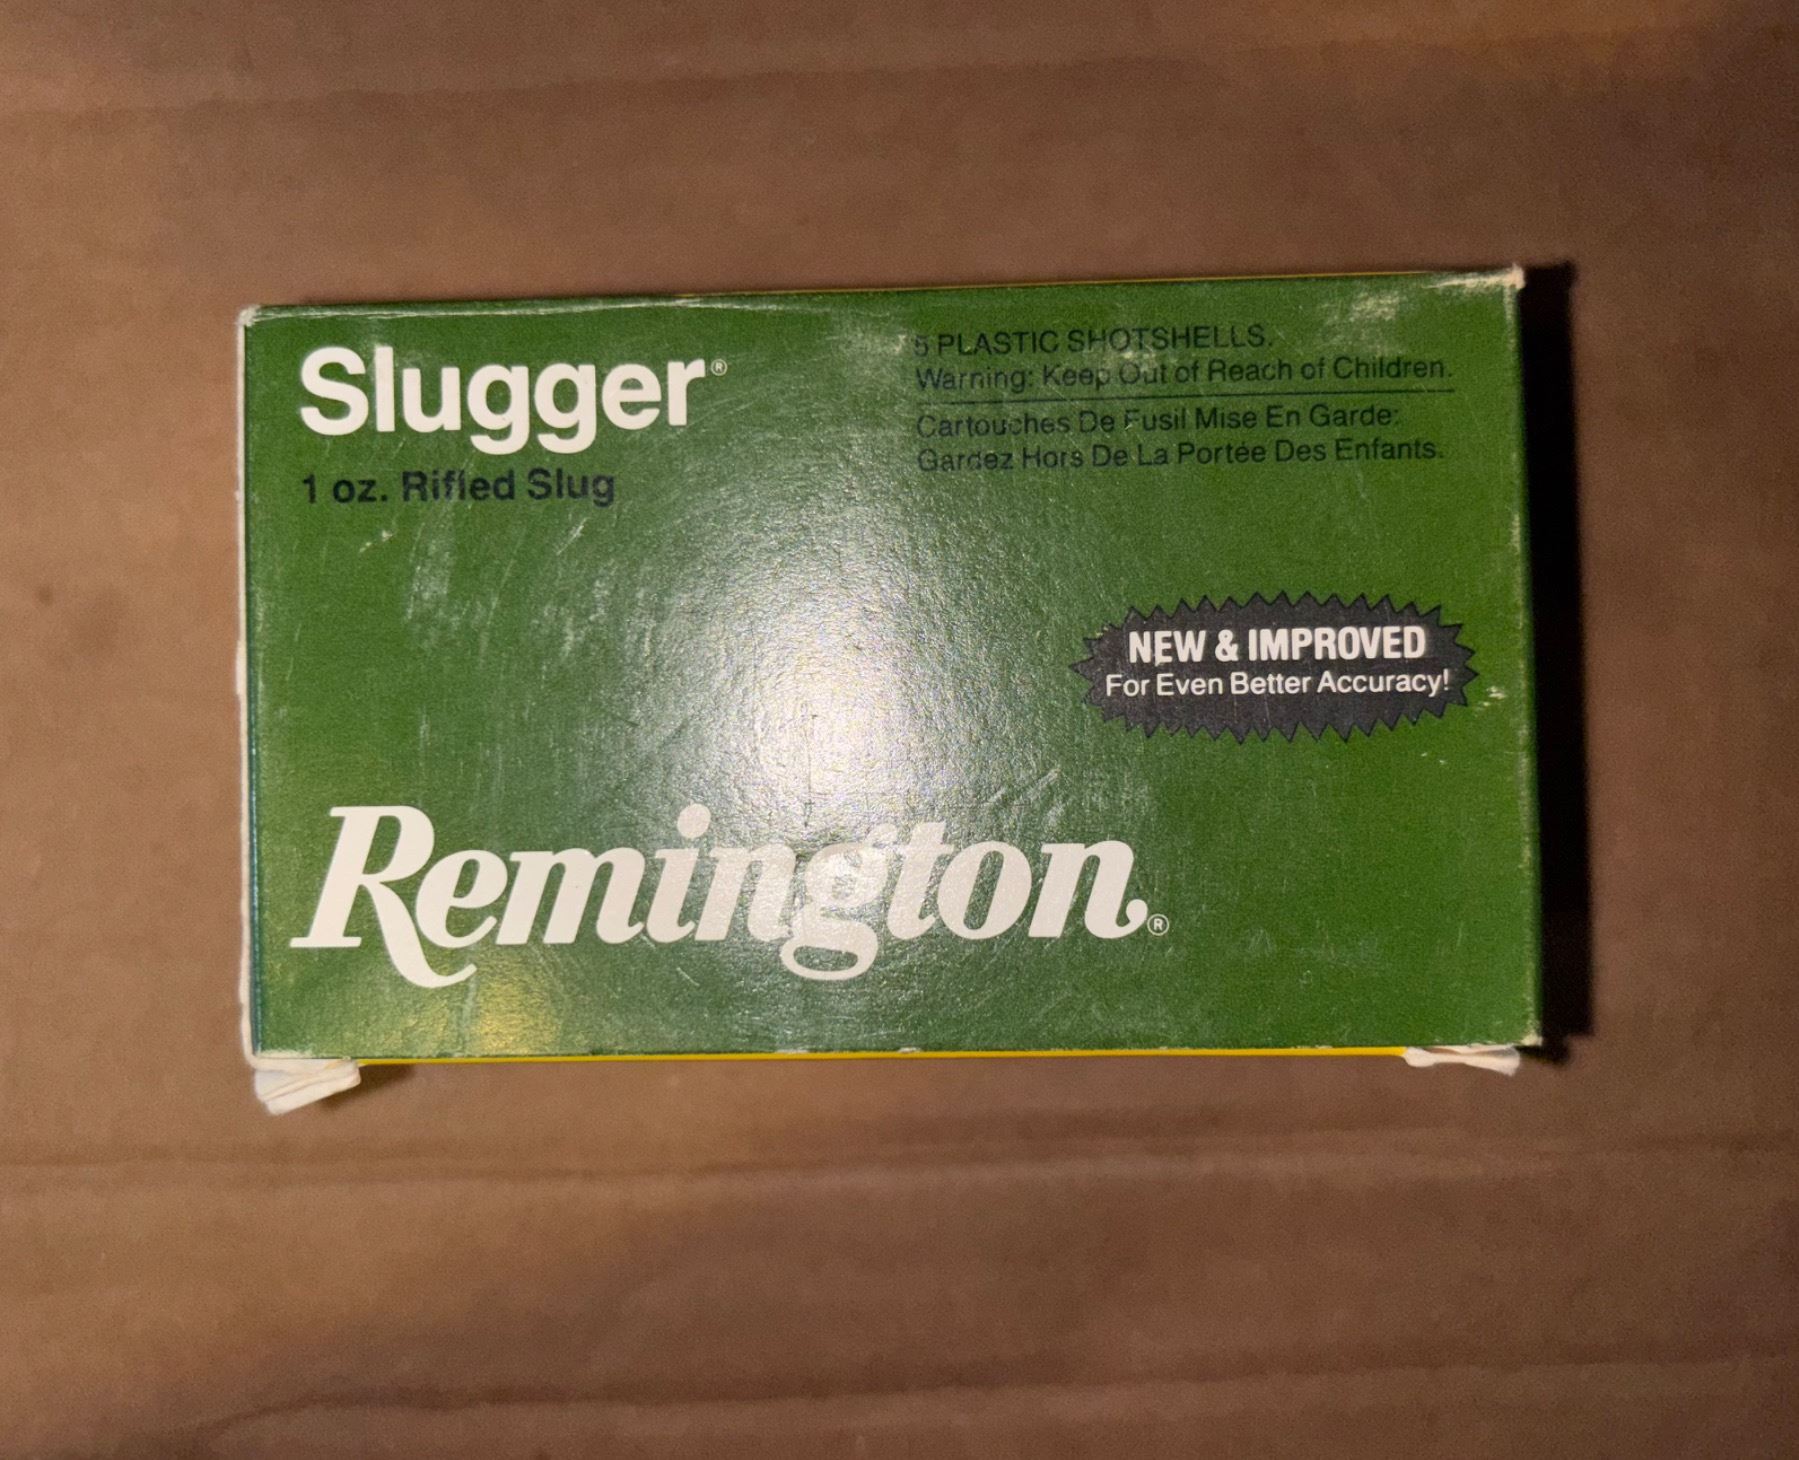 Slugger®
1 oz. Rifled Slug
5 PLASTIC SHOTSHELLS.
Warning: Keep Out of Reach of Children.
Cartouches De Fusil Mise En Garde:
Gardez Hors De La Portée Des Enfants.
NEW & IMPROVED
For Even Better Accuracy!
Remington®